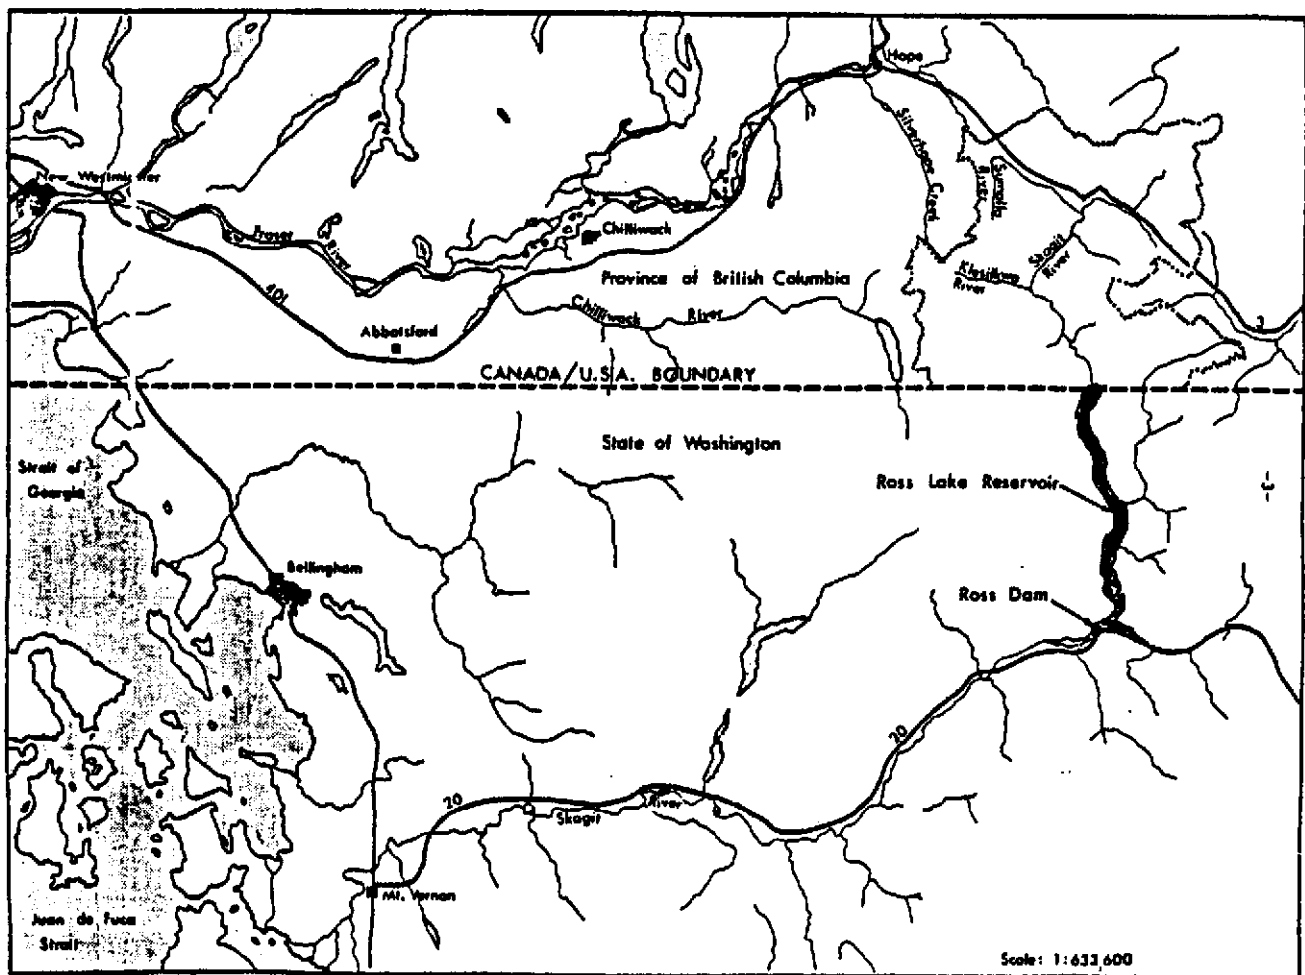 Hope
New Westminster
Silverhope Creek
Sumallo
River
Fraser
River
Chilliwack
Skagit
River
Klesilkwa
River
Province of British Columbia
401
Chilliwack River
3
Abbotsford
CANADA/U.S.A. BOUNDARY
State of Washington
Strait of
Georgia
Ross Lake Reservoir
Bellingham
Ross Dam
20
20
Skagit River
Mt. Vernon
Juan de Fuca
Strait
Scale: 1:633,600